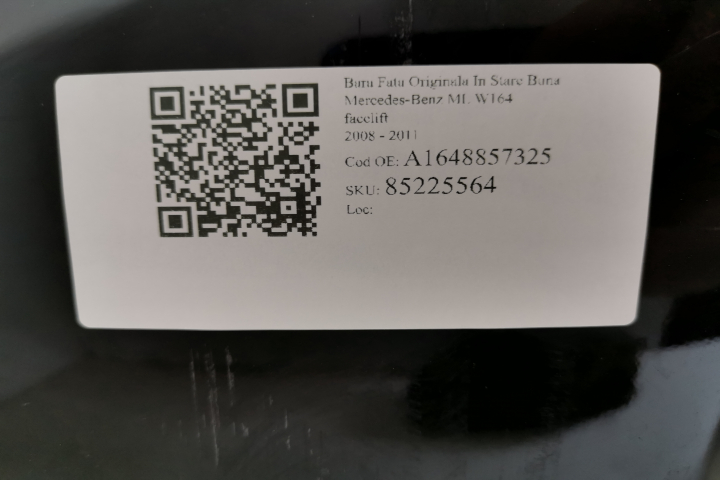 Bara Fata Originala In Stare Buna
Mercedes-Benz ML W164
facelift
2008 - 2011
Cod OE: A1648857325
SKU: 85225564
Loc: